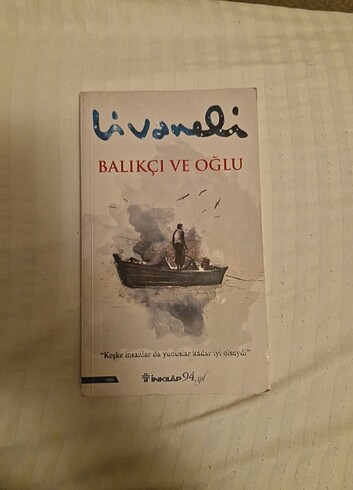 Livaneli
BALIKÇI VE OĞLU
"Keşke insanlar da yunuslar kadar iyi olsaydı"
İNKILÂP 94.yıl